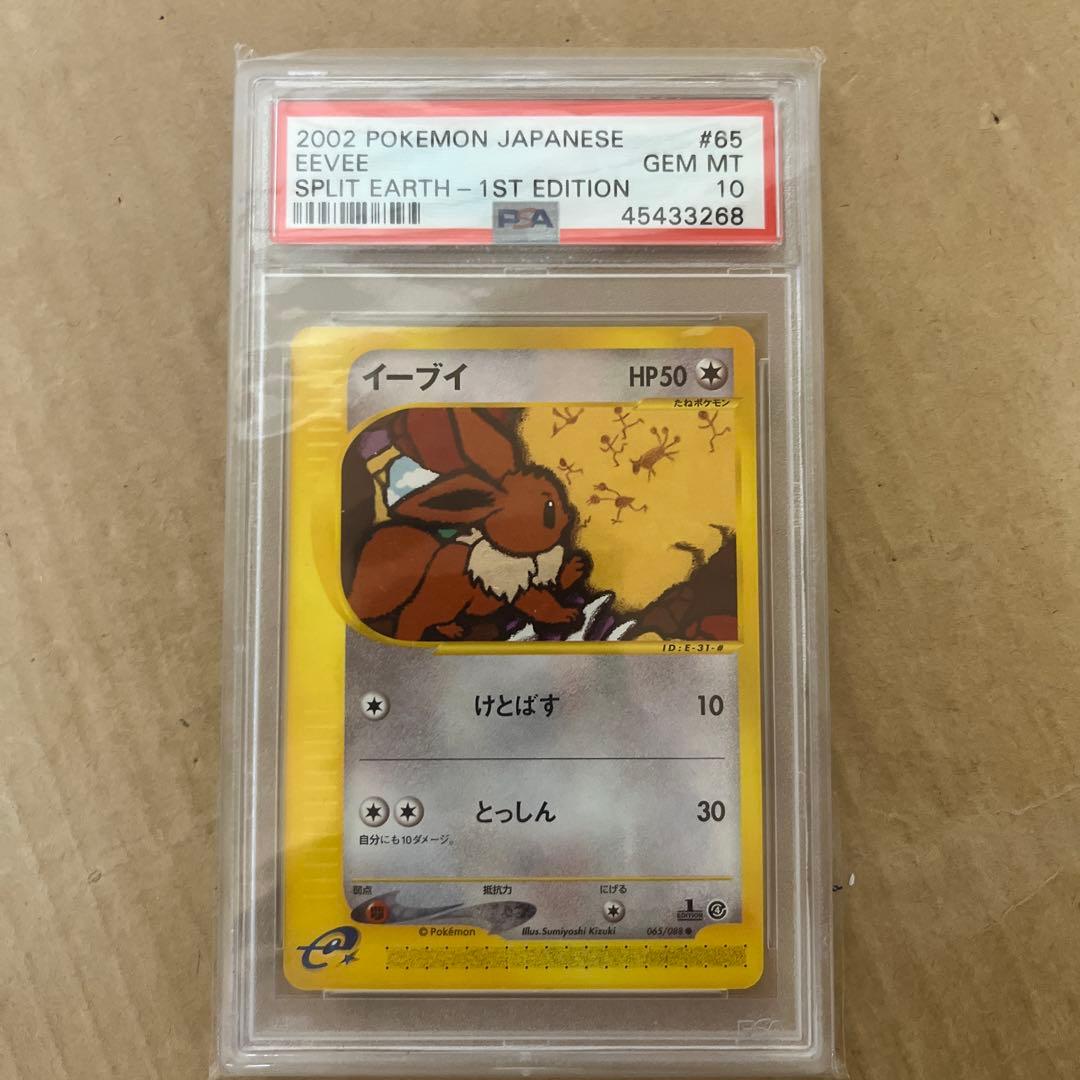 2002 POKEMON JAPANESE #65
EEVEE GEM MT
SPLIT EARTH – 1ST EDITION 10
PSA 45433268
イーブイ HP50
たねポケモン
ID:E-31-#
けとばす 10
とっしん 30
自分にも10ダメージ。
弱点 抵抗力 にげる
1
EDITION
© Pokémon Illus.Sumiyoshi Kizuki 065/088
e
PSA